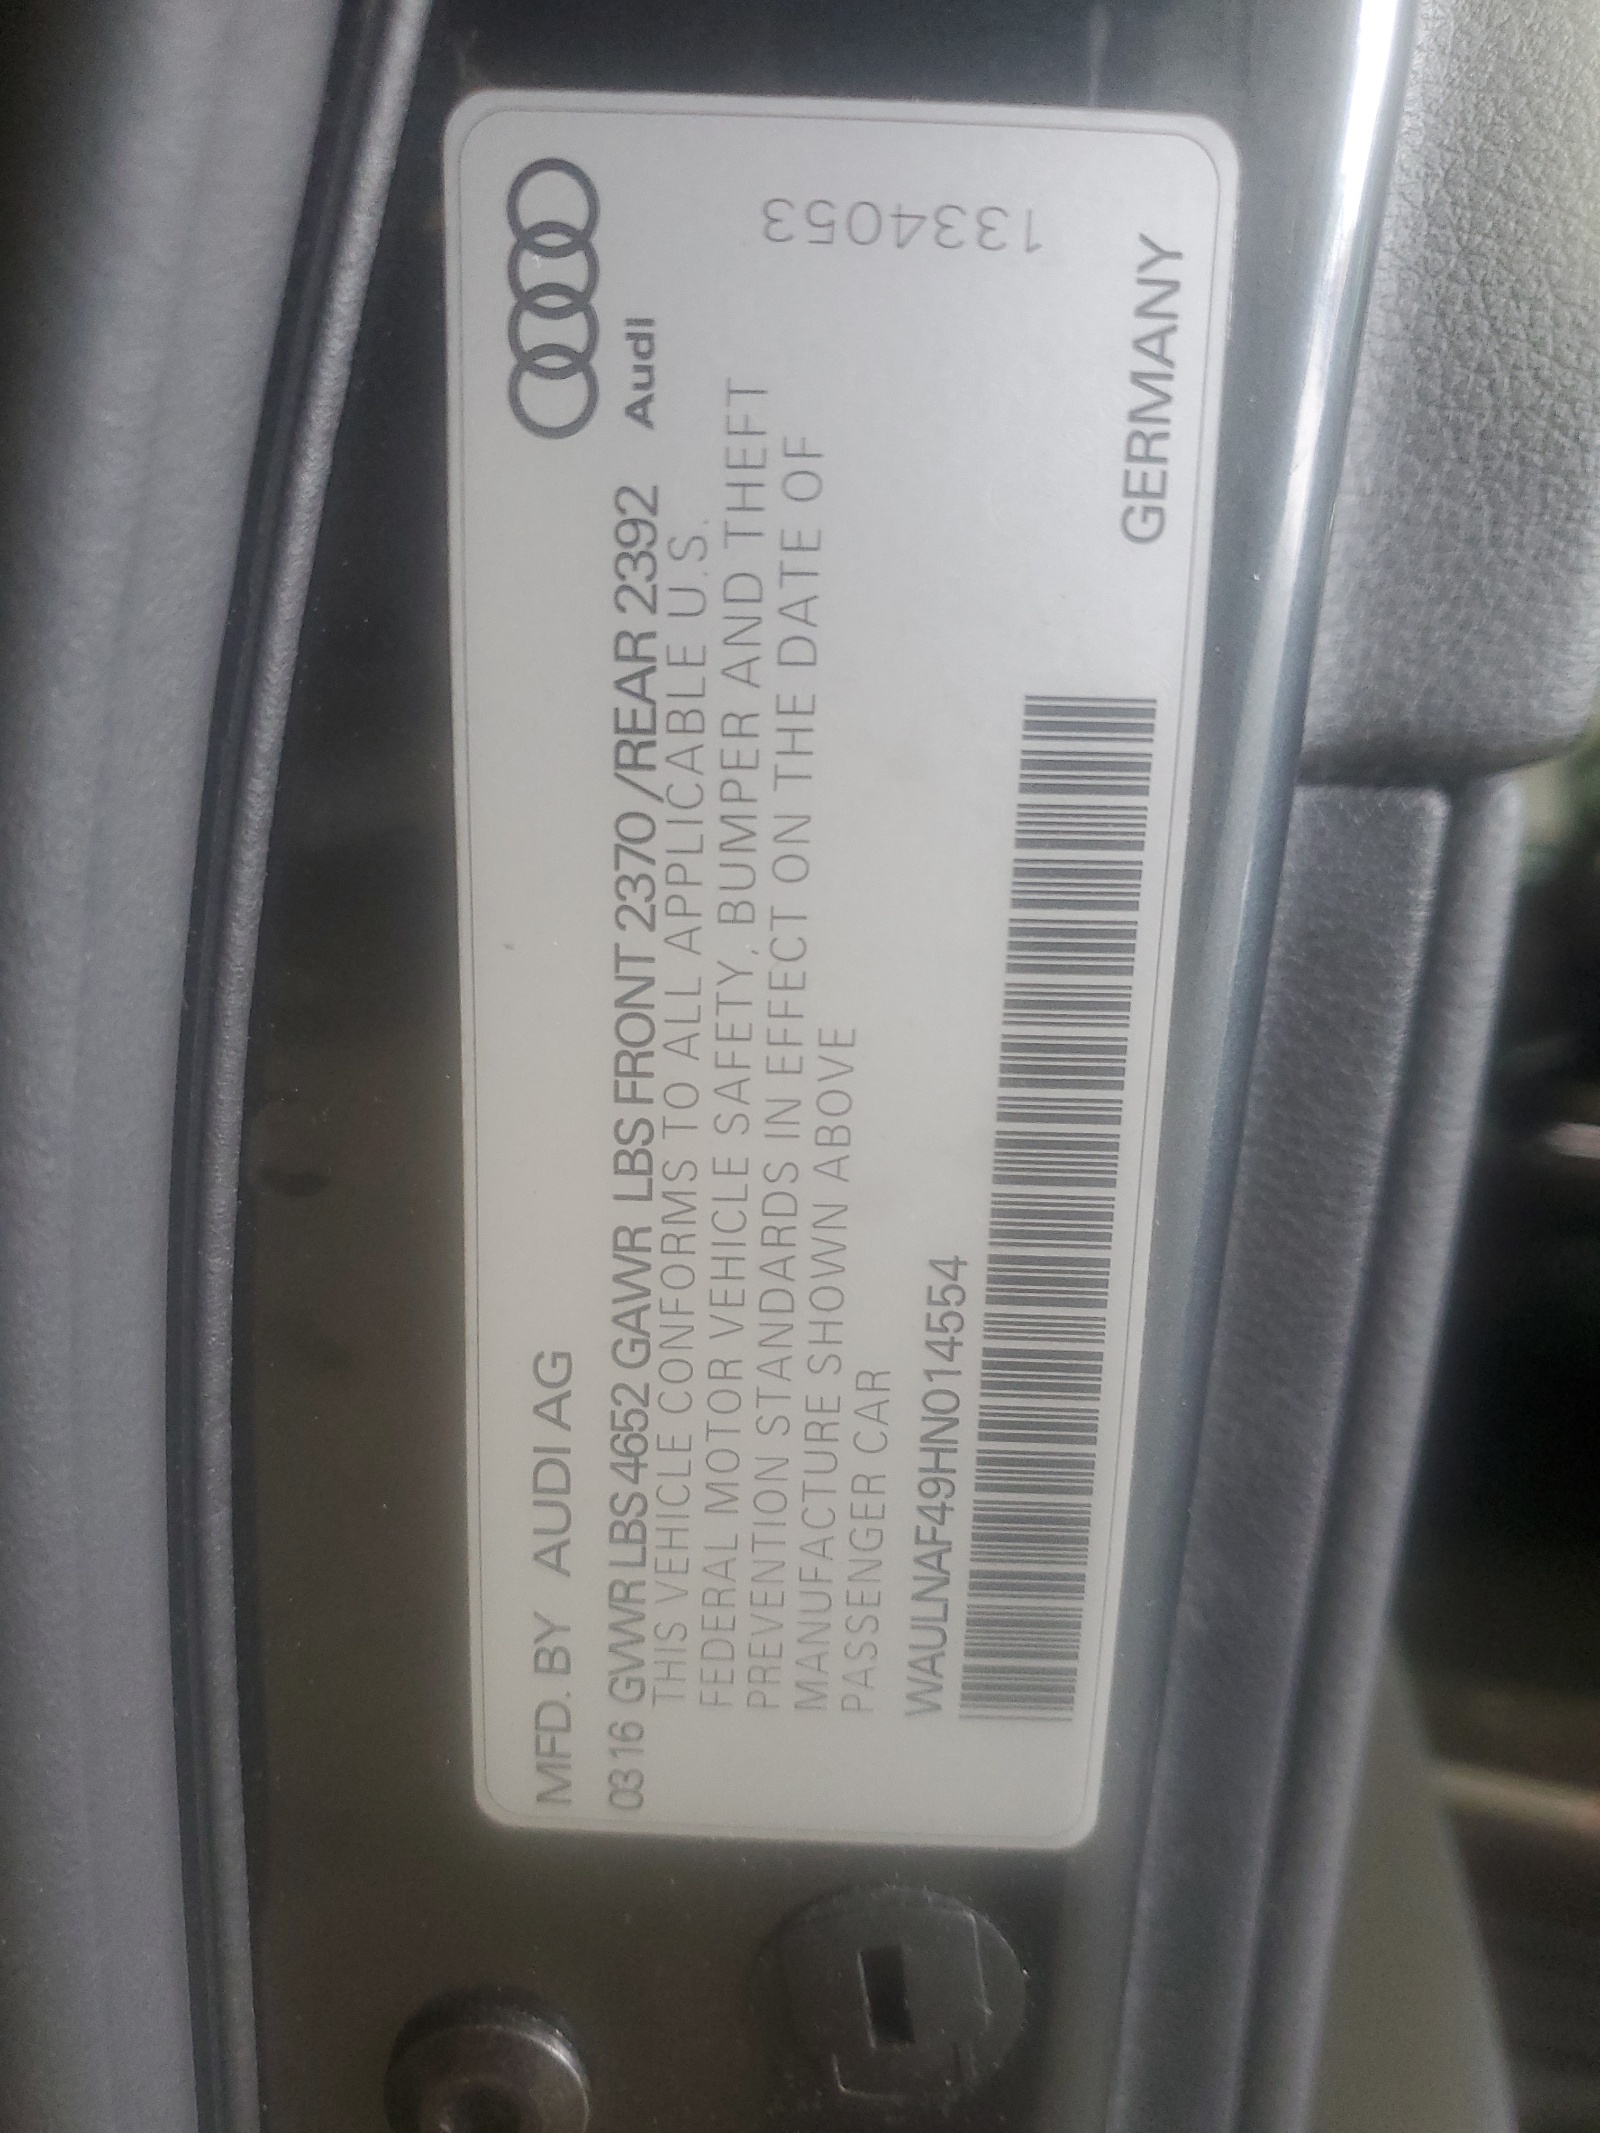 MFD. BY AUDI AG
0316 GVWR LBS 4652 GAWR LBS FRONT 2370/REAR 2392
Audi
THIS VEHICLE CONFORMS TO ALL APPLICABLE U.S.
FEDERAL MOTOR VEHICLE SAFETY, BUMPER AND THEFT
PREVENTION STANDARDS IN EFFECT ON THE DATE OF
MANUFACTURE SHOWN ABOVE
PASSENGER CAR
1334053
WAULNAF49HN014554
GERMANY